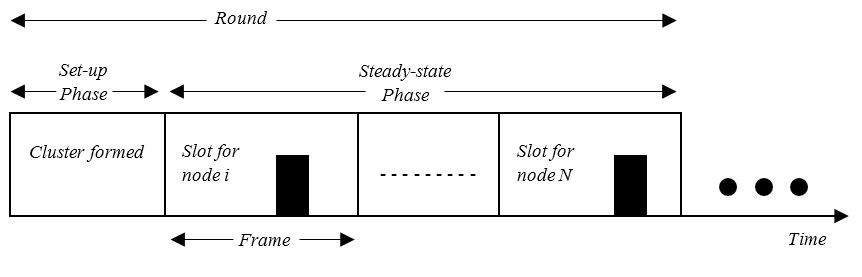 Round
Set-up
Phase
Steady-state
Phase
Cluster formed
Slot for
node i
Slot for
node N
Frame
Time